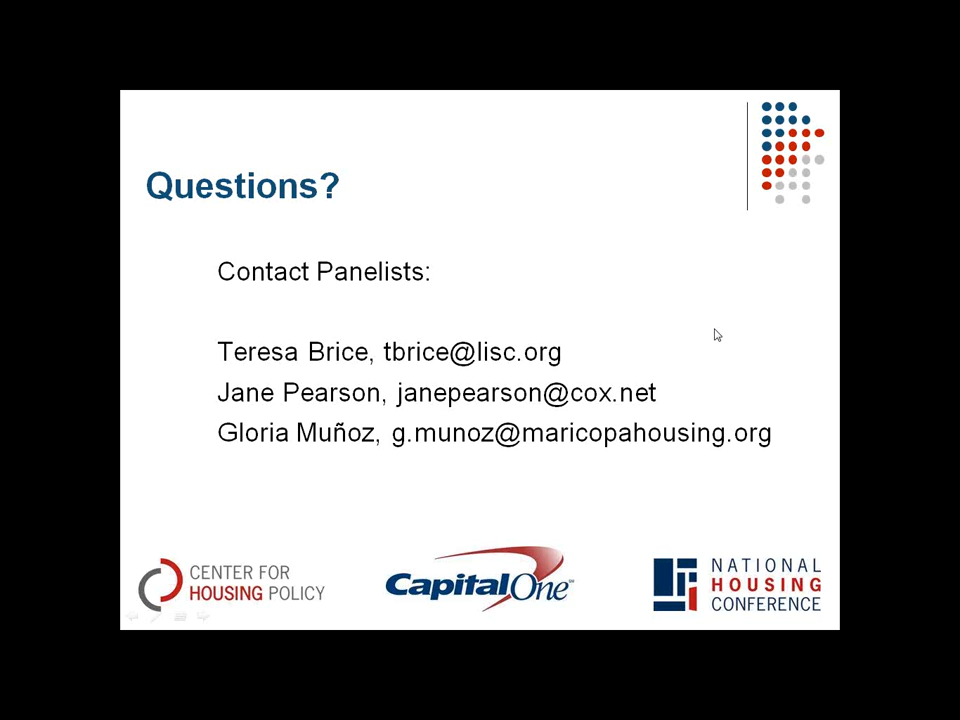 Questions?
Contact Panelists:
Teresa Brice, tbrice@lisc.org
Jane Pearson, janepearson@cox.net
Gloria Muñoz, g.munoz@maricopahousing.org
CENTER FOR
HOUSING POLICY
CapitalOne
NATIONAL
HOUSING
CONFERENCE